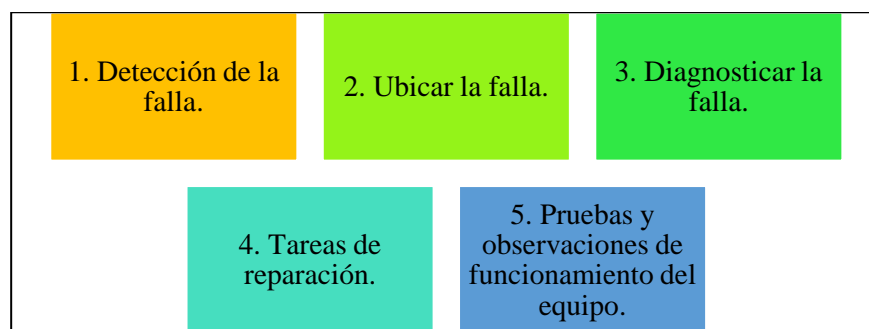 1. Detección de la
falla.
2. Ubicar la falla.
3. Diagnosticar la
falla.
4. Tareas de
reparación.
5. Pruebas y
observaciones de
funcionamiento del
equipo.